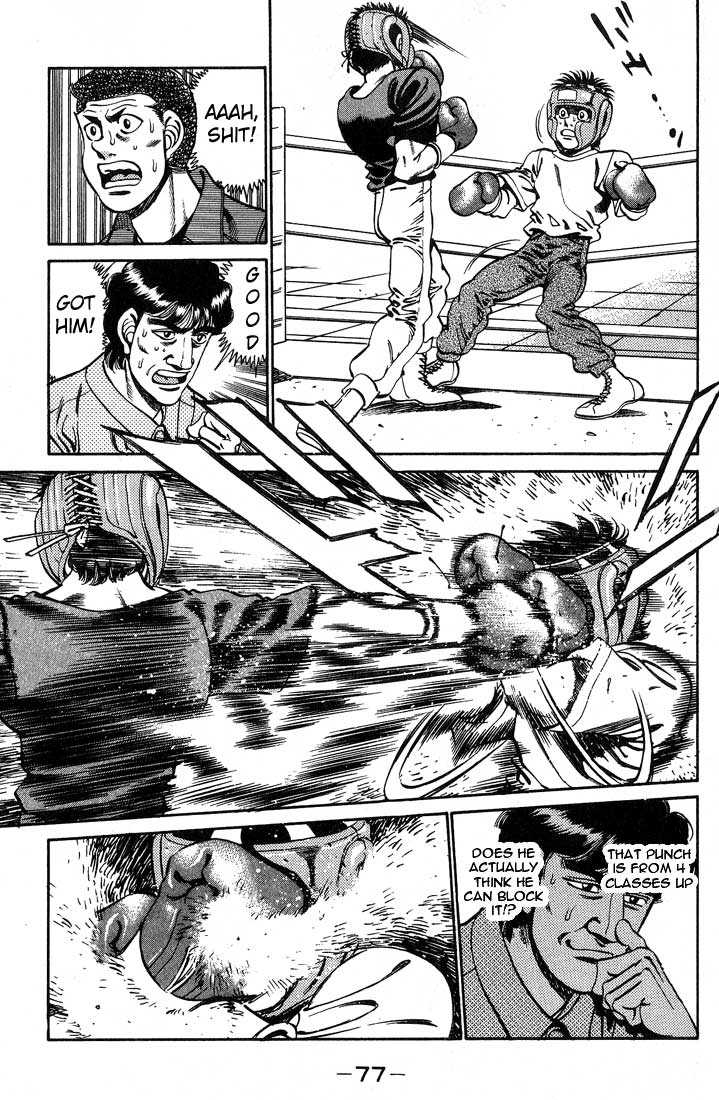 AAAH,
SHIT!
GOOD
GOT
HIM!
THAT PUNCH
IS FROM 4
CLASSES UP
DOES HE
ACTUALLY
THINK HE
CAN BLOCK
IT!?
-77-